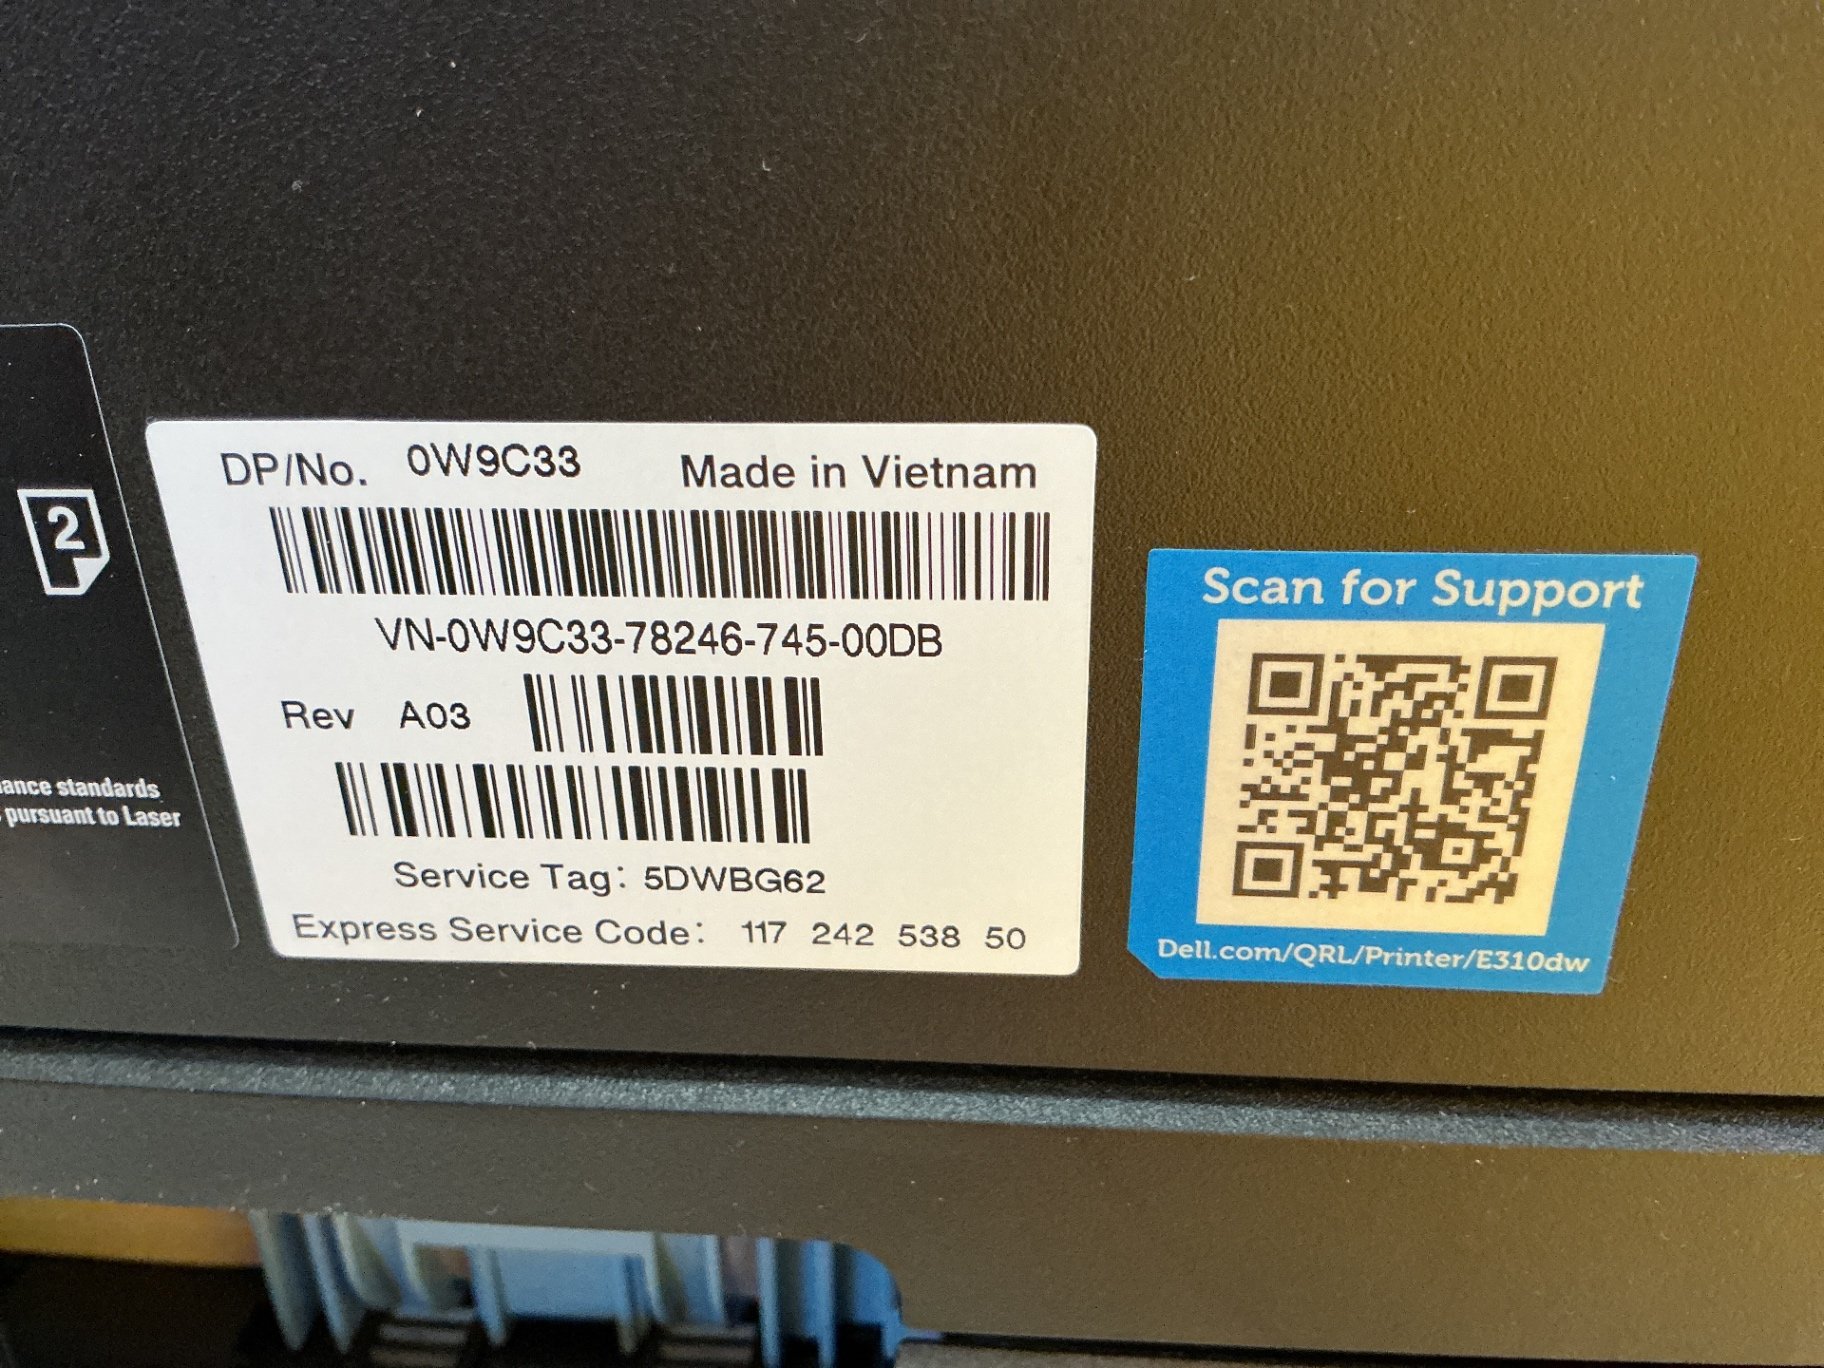 DP/No. 0W9C33 Made in Vietnam
VN-0W9C33-78246-745-00DB
Rev A03
Service Tag: 5DWBG62
Express Service Code: 117 242 538 50
Scan for Support
Dell.com/QRL/Printer/E310dw
2
standards
pursuant to Laser